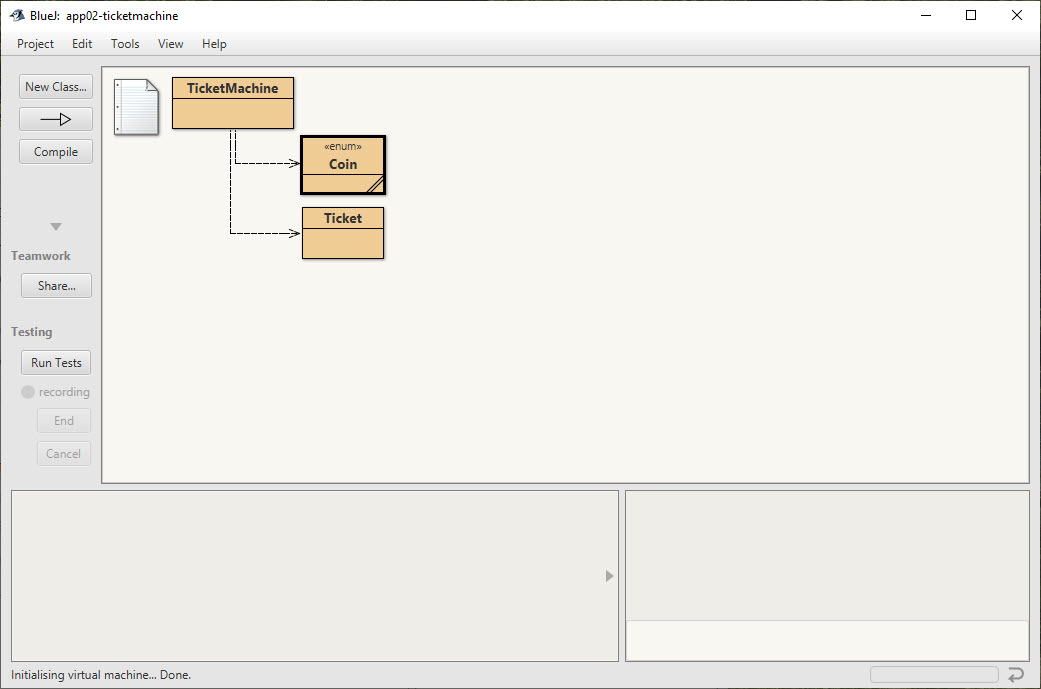 BlueJ: app02-ticketmachine
Project Edit Tools View Help
New Class...
Compile
Teamwork
Share...
Testing
Run Tests
recording
End
Cancel
TicketMachine
«enum»
Coin
Ticket
Initialising virtual machine... Done.